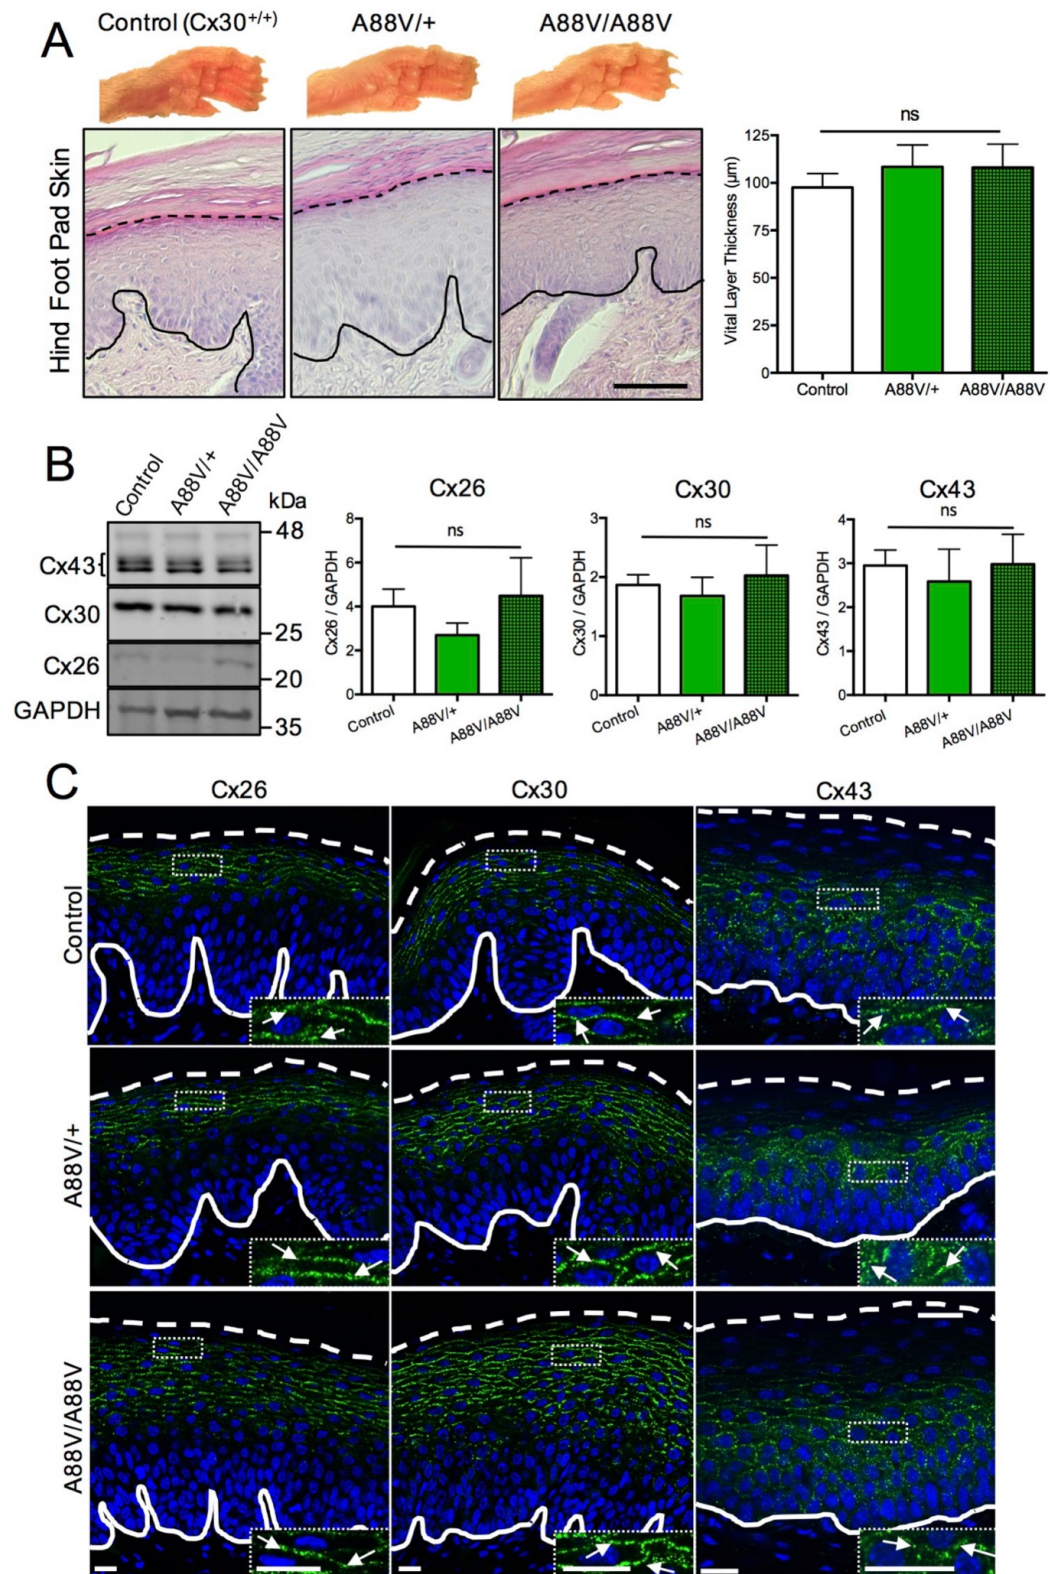 A
Control (Cx30+/+)
A88V/+
A88V/A88V
Hind Foot Pad Skin
ns
Vital Layer Thickness (µm)
125
100
75
50
25
0
Control
A88V/+
A88V/A88V
B
Control
A88V/+
A88V//A88V
kDa
48
Cx43
Cx30
25
Cx26
20
GAPDH
35
Cx26
ns
Cx26 / GAPDH
8
6
4
2
0
Control
A88V/+
A88V/A88V
Cx30
ns
Cx30 / GAPDH
3
2
1
0
Control
A88V/+
A88V/A88V
Cx43
ns
Cx43 / GAPDH
4
3
2
1
0
Control
A88V/+
A88V/A88V
C
Cx26
Cx30
Cx43
Control
A88V/+
A88V/A88V